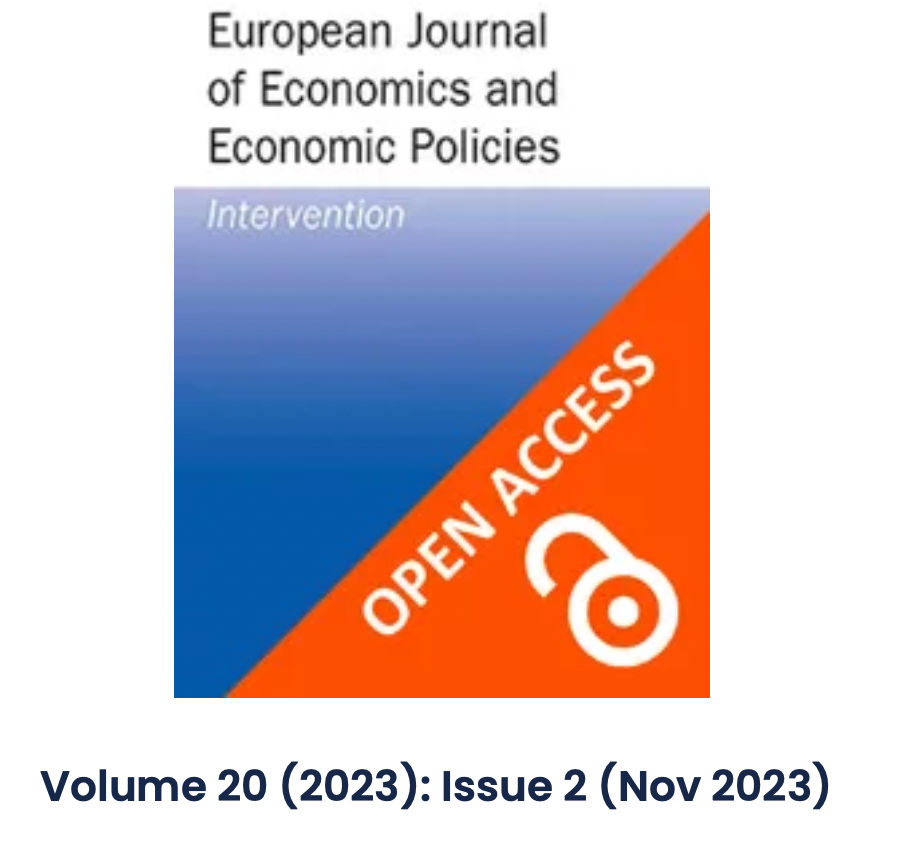 European Journal
of Economics and
Economic Policies
Intervention
OPEN ACCESS
Volume 20 (2023): Issue 2 (Nov 2023)